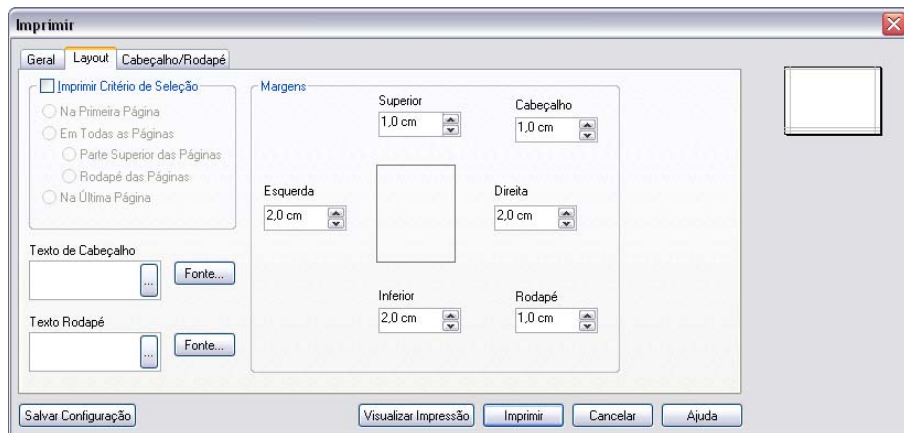 Imprimir
Geral Layout Cabeçalho/Rodapé
Imprimir Critério de Seleção
Na Primeira Página
Em Todas as Páginas
Parte Superior das Páginas
Rodapé das Páginas
Na Última Página
Texto de Cabeçalho
... Fonte...
Texto Rodapé
... Fonte...
Margens
Superior
1,0 cm
Cabeçalho
1,0 cm
Esquerda
2,0 cm
Direita
2,0 cm
Inferior
2,0 cm
Rodapé
1,0 cm
Salvar Configuração Visualizar Impressão Imprimir Cancelar Ajuda